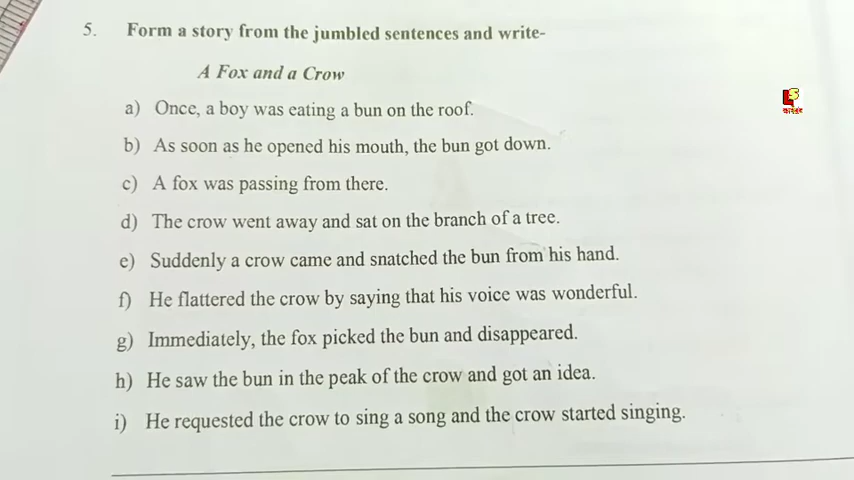 5. Form a story from the jumbled sentences and write-
A Fox and a Crow
a) Once, a boy was eating a bun on the roof.
b) As soon as he opened his mouth, the bun got down.
c) A fox was passing from there.
d) The crow went away and sat on the branch of a tree.
e) Suddenly a crow came and snatched the bun from his hand.
f) He flattered the crow by saying that his voice was wonderful.
g) Immediately, the fox picked the bun and disappeared.
h) He saw the bun in the peak of the crow and got an idea.
i) He requested the crow to sing a song and the crow started singing.